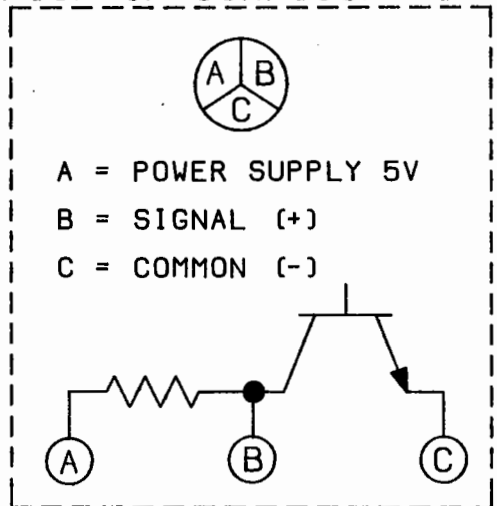 A B
C
A = POWER SUPPLY 5V
B = SIGNAL (+)
C = COMMON (-)
A B C